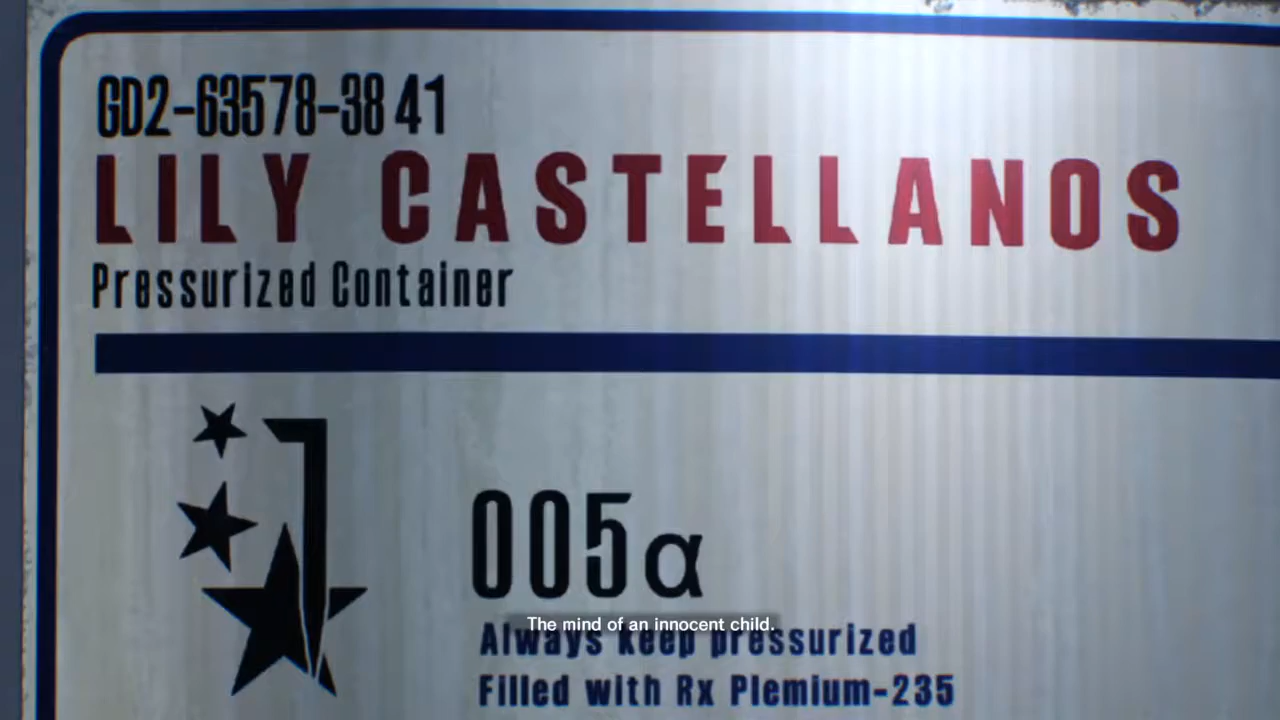 GD2-63578-38 41
LILY CASTELLANOS
Pressurized Container
005α
The mind of an innocent child.
Always keep pressurized
Filled with Rx Plemium-235